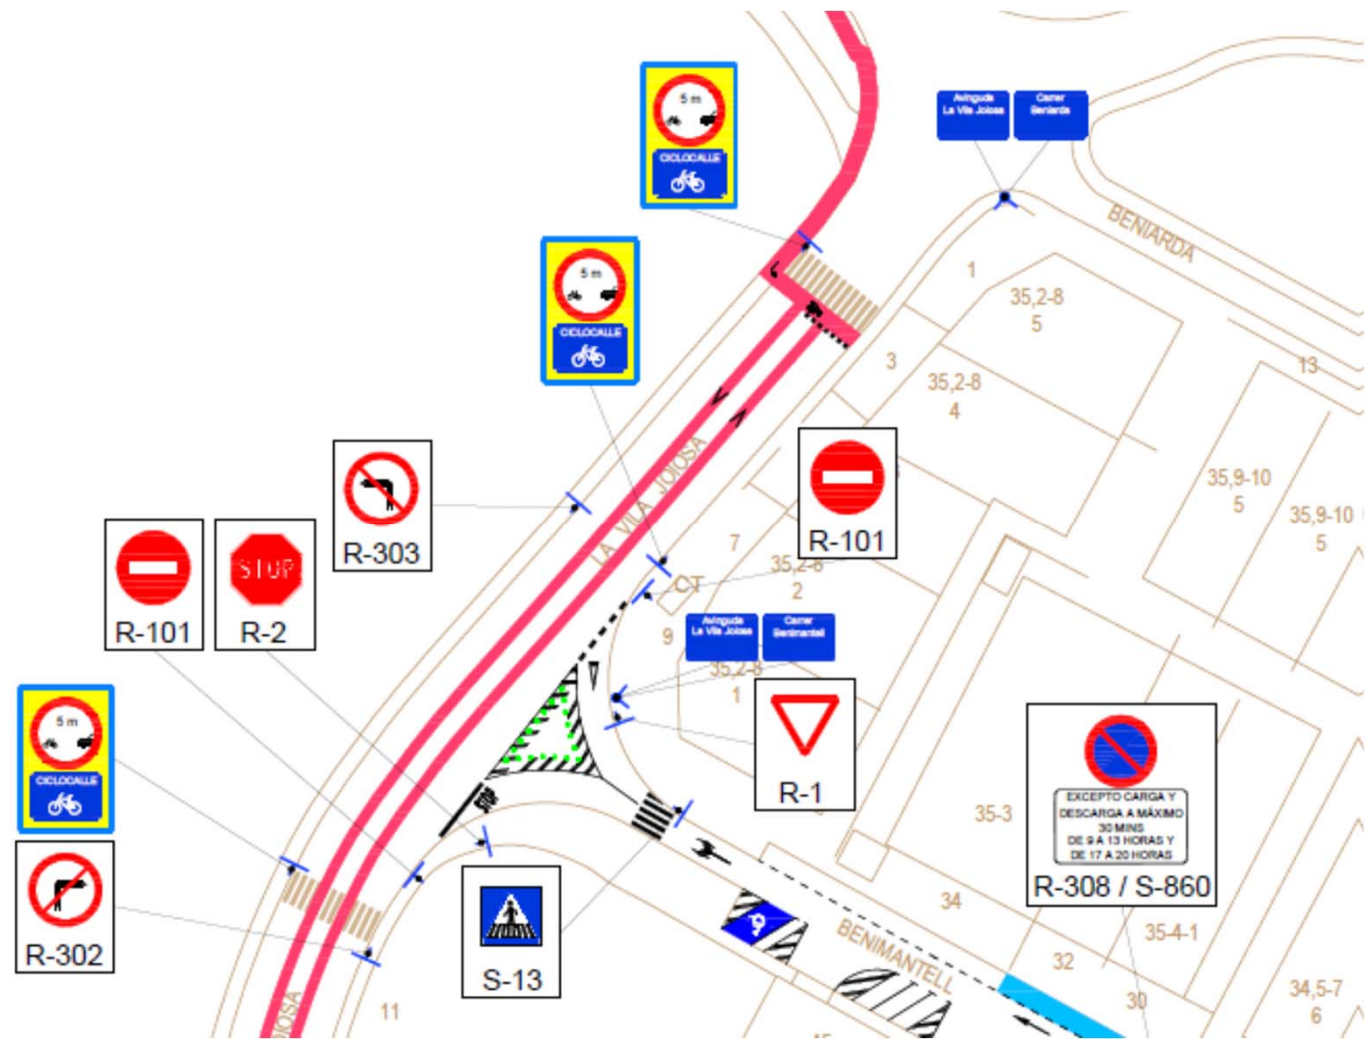 5 m
CICLOCALLE
Avinguda
La Vila Joiosa
Carrer
Beniarda
BENIARDA
1
35,2-8
5
5 m
CICLOCALLE
3
35,2-8
4
13
LA VILA JOIOSA
R-303
R-101
35,9-10
5
35,9-10
5
7
35,2-8
2
CT
STOP
R-101
R-2
9
Avinguda
La Vila Joiosa
Carrer
Benimantell
35,2-8
1
5 m
CICLOCALLE
R-1
EXCEPTO CARGA Y
DESCARGA A MÁXIMO
30 MINS
DE 9 A 13 HORAS Y
DE 17 A 20 HORAS
R-308 / S-860
35-3
STOP
R-302
S-13
34
BENIMANTELL
35-4-1
32
30
34,5-7
6
11
JOIOSA